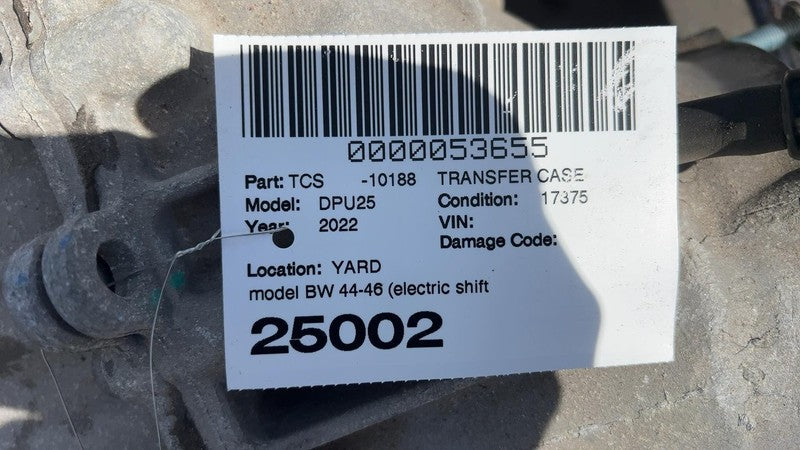 0000053655
Part: TCS -10188 TRANSFER CASE
Model: DPU25 Condition: 17375
Year: 2022 VIN:
Damage Code:
Location: YARD
model BW 44-46 (electric shift
25002